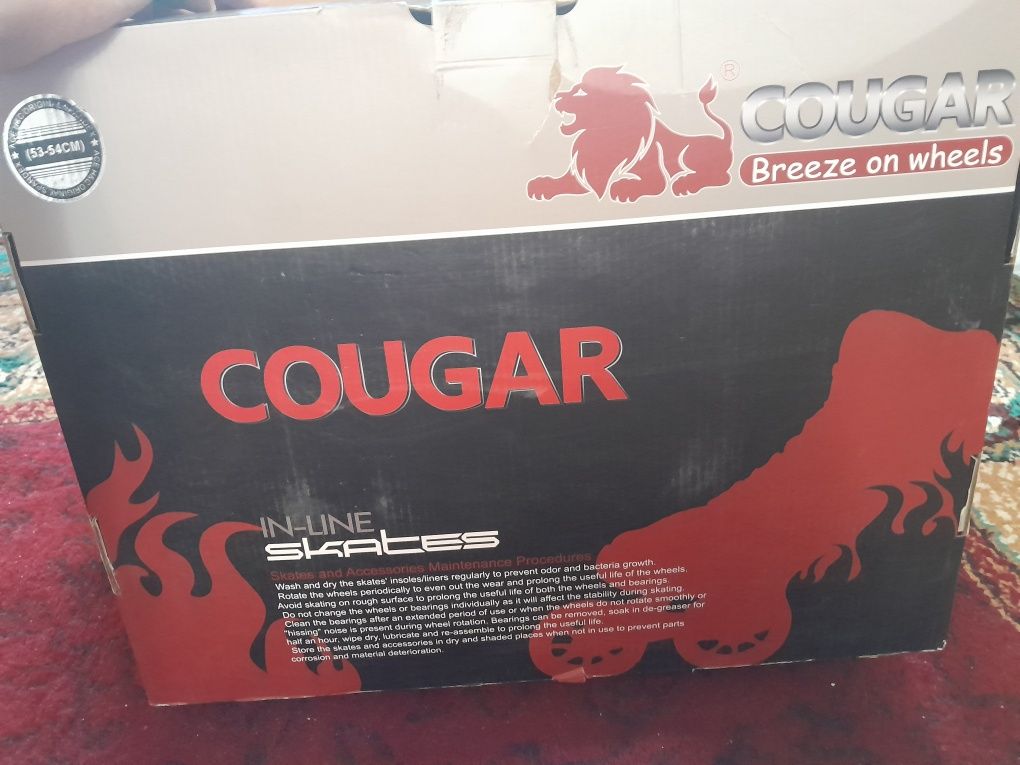 (53-54CM)
®
COUGAR
Breeze on wheels
COUGAR
IN-LINE
SKATES
Skates and Accessories Maintenance Procedures
Wash and dry the skates' insoles/liners regularly to prevent odor and bacteria growth.
Rotate the wheels periodically to even out the wear and prolong the useful life of the wheels.
Avoid skating on rough surface to prolong the useful life of both the wheels and bearings.
Do not change the wheels or bearings individually as it will affect the stability during skating.
Clean the bearings after an extended period of use or when the wheels do not rotate smoothly or
"hissing" noise is present during wheel rotation. Bearings can be removed, soak in de-greaser for
half an hour, wipe dry, lubricate and re-assemble to prolong the useful life.
Store the skates and accessories in dry and shaded places when not in use to prevent parts
corrosion and material deterioration.